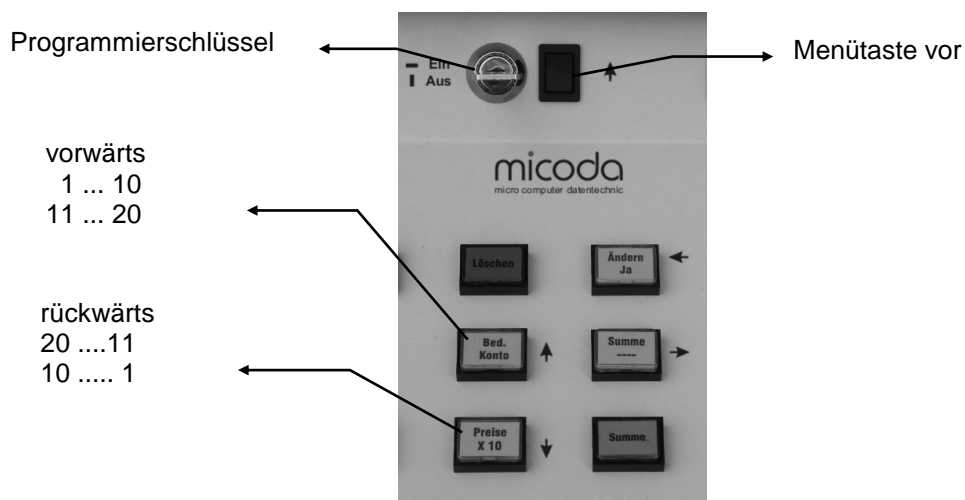 Programmierschlüssel
Ein
Aus
Menütaste vor
vorwärts
1 ... 10
11 ... 20
micoda
micro computer datentechnic
Löschen
Ändern
Ja
rückwärts
20 ....11
10 ..... 1
Bed.
Konto
Summe
----
Preise
X 10
Summe